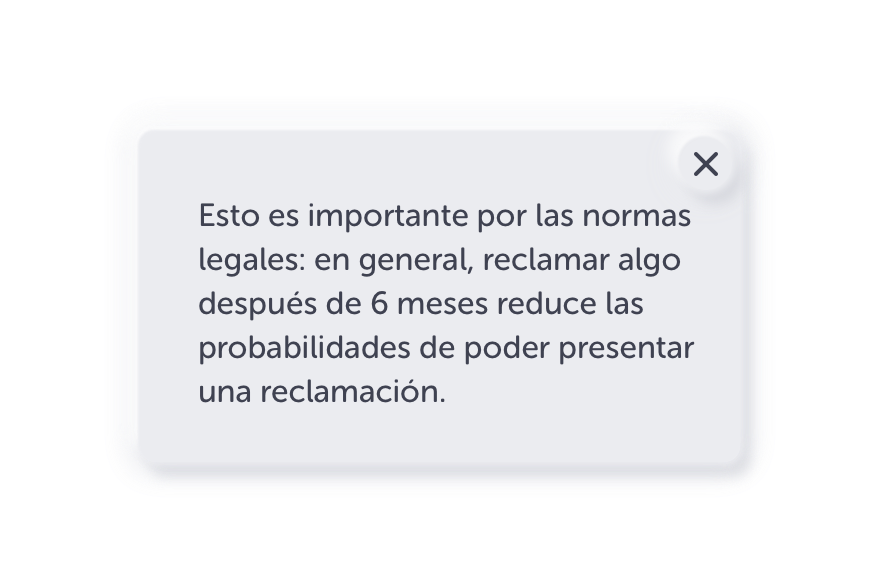 Esto es importante por las normas
legales: en general, reclamar algo
después de 6 meses reduce las
probabilidades de poder presentar
una reclamación.